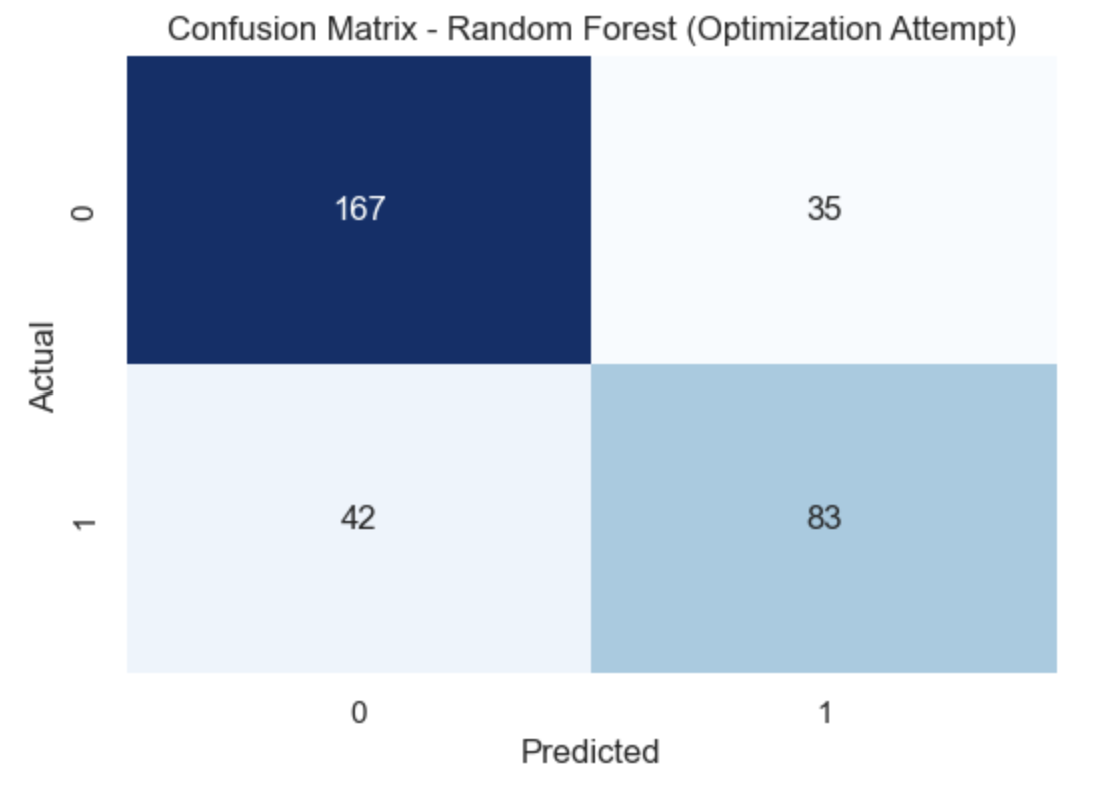 Confusion Matrix - Random Forest (Optimization Attempt)
Actual
0
167
35
1
42
83
0
1
Predicted